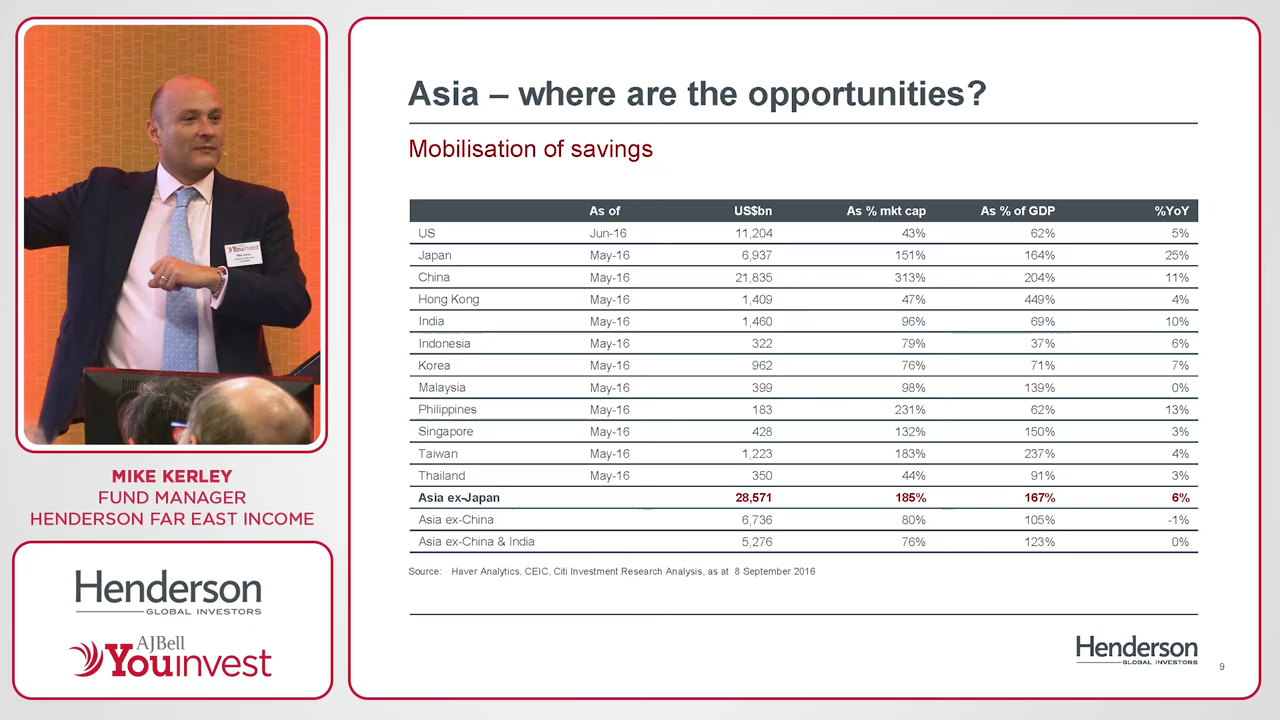 Asia – where are the opportunities?
Mobilisation of savings
As of US$bn As % mkt cap As % of GDP %YoY
US Jun-16 11,204 43% 62% 5%
Japan May-16 6,937 151% 164% 25%
China May-16 21,835 313% 204% 11%
Hong Kong May-16 1,409 47% 449% 4%
India May-16 1,460 96% 69% 10%
Indonesia May-16 322 79% 37% 6%
Korea May-16 962 76% 71% 7%
Malaysia May-16 399 98% 139% 0%
Philippines May-16 183 231% 62% 13%
Singapore May-16 428 132% 150% 3%
Taiwan May-16 1,223 183% 237% 4%
Thailand May-16 350 44% 91% 3%
Asia ex-Japan 28,571 185% 167% 6%
Asia ex-China 6,736 80% 105% -1%
Asia ex-China & India 5,276 76% 123% 0%
Source: Haver Analytics, CEIC, Citi Investment Research Analysis, as at 8 September 2016
Henderson
GLOBAL INVESTORS
9
Youinvest
MIKE KERLEY
FUND MANAGER
HENDERSON FAR EAST INCOME
Henderson
GLOBAL INVESTORS
AJBell
Youinvest